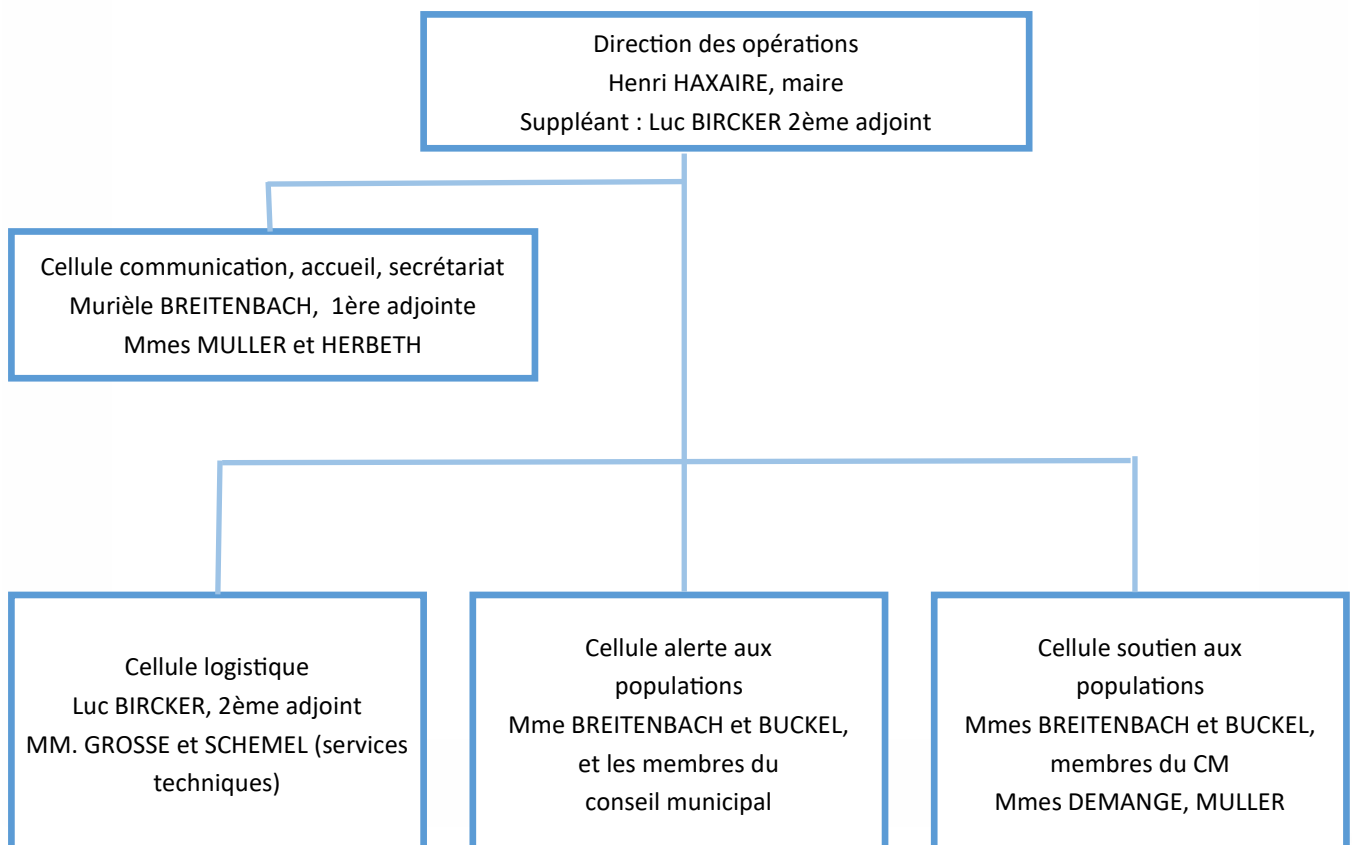 Direction des opérations
Henri HAXAIRE, maire
Suppléant : Luc BIRCKER 2ème adjoint
Cellule communication, accueil, secrétariat
Murièle BREITENBACH, 1ère adjointe
Mmes MULLER et HERBETH
Cellule logistique
Luc BIRCKER, 2ème adjoint
MM. GROSSE et SCHEMEL (services
techniques)
Cellule alerte aux
populations
Mme BREITENBACH et BUCKEL,
et les membres du
conseil municipal
Cellule soutien aux
populations
Mmes BREITENBACH et BUCKEL,
membres du CM
Mmes DEMANGE, MULLER